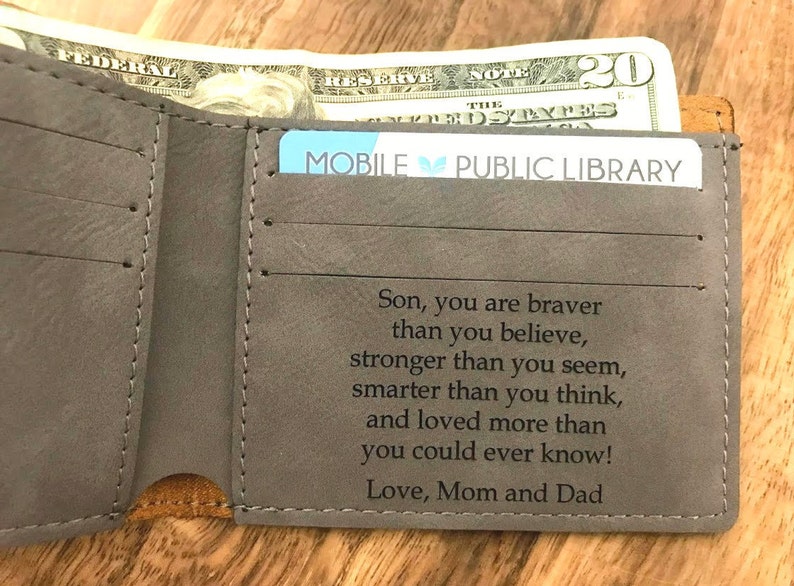 FEDERAL RESERVE NOTE 20
THE
UNITED STATES
MOBILE PUBLIC LIBRARY
Son, you are braver
than you believe,
stronger than you seem,
smarter than you think,
and loved more than
you could ever know!
Love, Mom and Dad